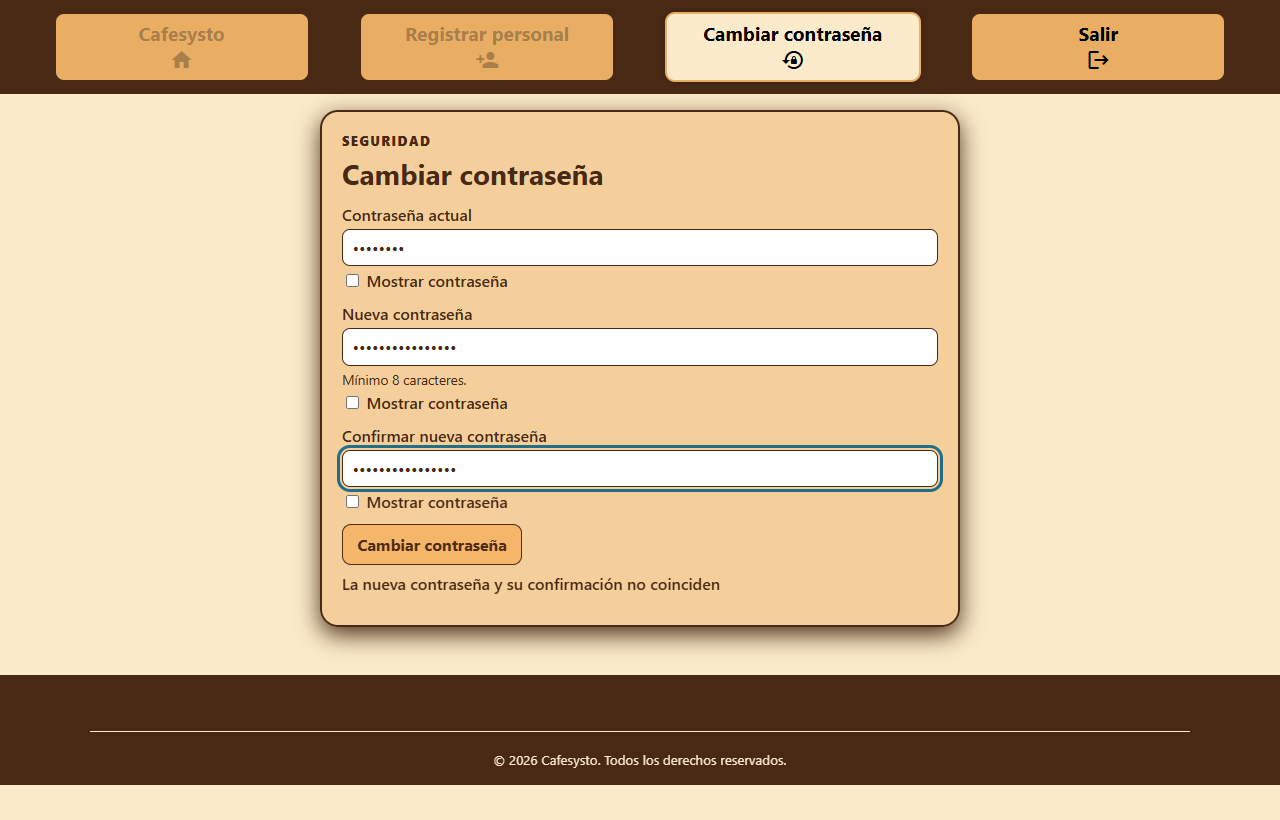 Cafesysto
Registrar personal
Cambiar contraseña
Salir
SEGURIDAD
Cambiar contraseña
Contraseña actual
••••••••
Mostrar contraseña
Nueva contraseña
••••••••••••••••
Mínimo 8 caracteres.
Mostrar contraseña
Confirmar nueva contraseña
••••••••••••••••
Mostrar contraseña
Cambiar contraseña
La nueva contraseña y su confirmación no coinciden
© 2026 Cafesysto. Todos los derechos reservados.